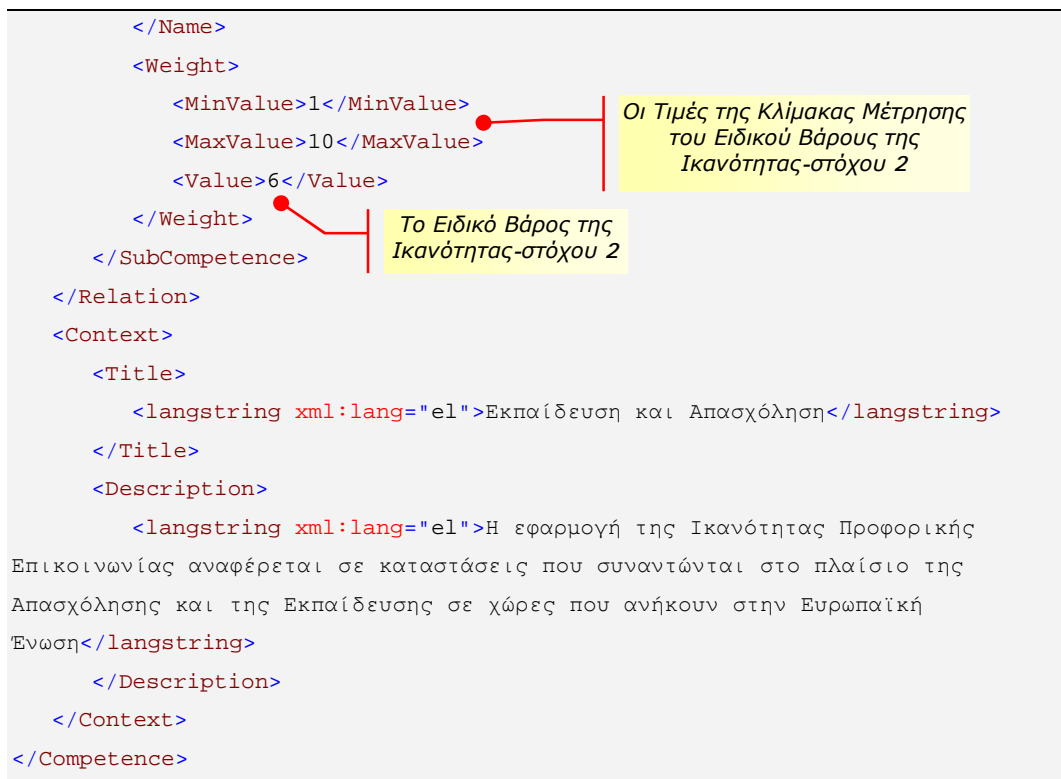 </Name>
<Weight>
<MinValue>1</MinValue>
<MaxValue>10</MaxValue>
<Value>6</Value>
</Weight>
</SubCompetence>
</Relation>
<Context>
<Title>
<langstring xml:lang="el">Εκπαίδευση και Απασχόληση</langstring>
</Title>
<Description>
<langstring xml:lang="el">Η εφαρμογή της Ικανότητας Προφορικής
Επικοινωνίας αναφέρεται σε καταστάσεις που συναντώνται στο πλαίσιο της
Απασχόλησης και της Εκπαίδευσης σε χώρες που ανήκουν στην Ευρωπαϊκή
Ένωση</langstring>
</Description>
</Context>
</Competence>
Οι Τιμές της Κλίμακας Μέτρησης
του Ειδικού Βάρους της
Ικανότητας-στόχου 2
Το Ειδικό Βάρος της
Ικανότητας-στόχου 2